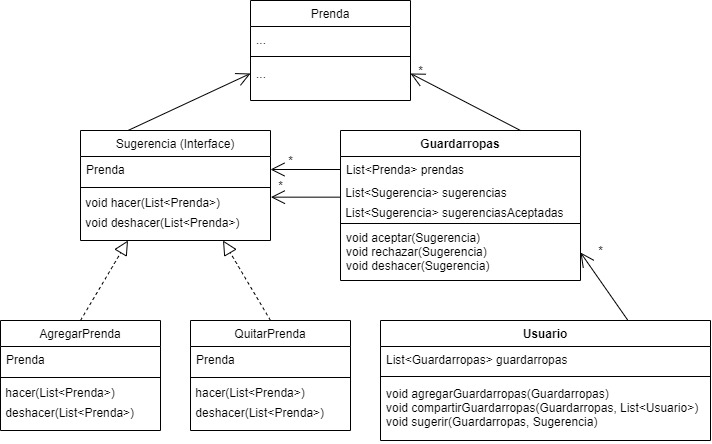 Prenda
...
...
*
Sugerencia (Interface)
Prenda
void hacer(List<Prenda>)
void deshacer(List<Prenda>)
*
*
Guardarropas
List<Prenda> prendas
List<Sugerencia> sugerencias
List<Sugerencia> sugerenciasAceptadas
void aceptar(Sugerencia)
void rechazar(Sugerencia)
void deshacer(Sugerencia)
*
AgregarPrenda
Prenda
hacer(List<Prenda>)
deshacer(List<Prenda>)
QuitarPrenda
Prenda
hacer(List<Prenda>)
deshacer(List<Prenda>)
Usuario
List<Guardarropas> guardarropas
void agregarGuardarropas(Guardarropas)
void compartirGuardarropas(Guardarropas, List<Usuario>)
void sugerir(Guardarropas, Sugerencia)